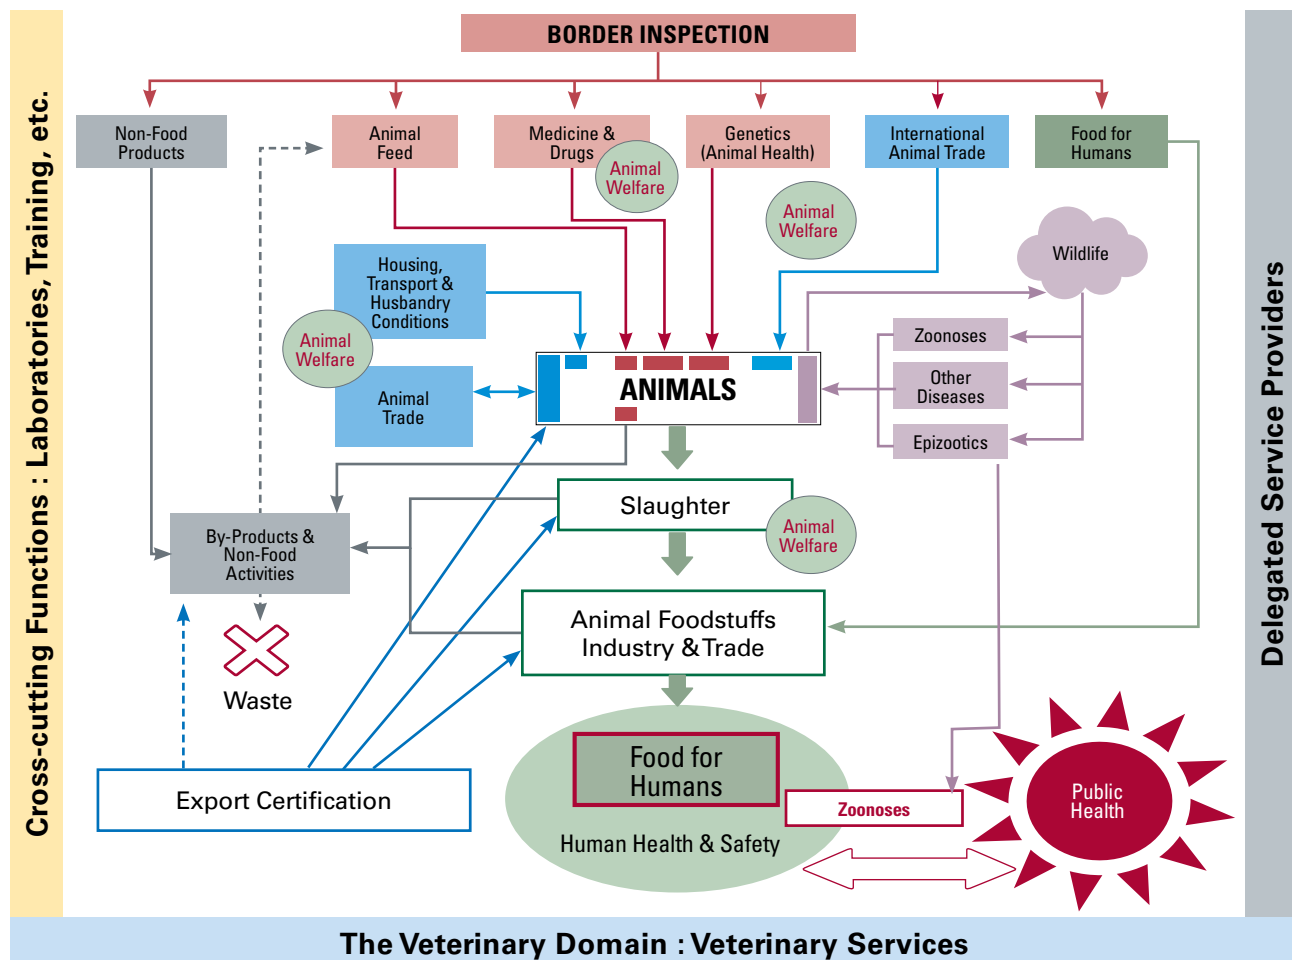 BORDER INSPECTION
Non-Food
Products
Animal
Feed
Medicine &
Drugs
Genetics
(Animal Health)
International
Animal Trade
Food for
Humans
Animal
Welfare
Animal
Welfare
Wildlife
Housing,
Transport &
Husbandry
Conditions
Animal
Welfare
Animal
Trade
ANIMALS
Zoonoses
Other
Diseases
Epizootics
Slaughter
Animal
Welfare
By-Products &
Non-Food
Activities
Animal Foodstuffs
Industry & Trade
Waste
Export Certification
Food for
Humans
Human Health & Safety
Zoonoses
Public
Health
Cross-cutting Functions : Laboratories, Training, etc.
Delegated Service Providers
The Veterinary Domain : Veterinary Services